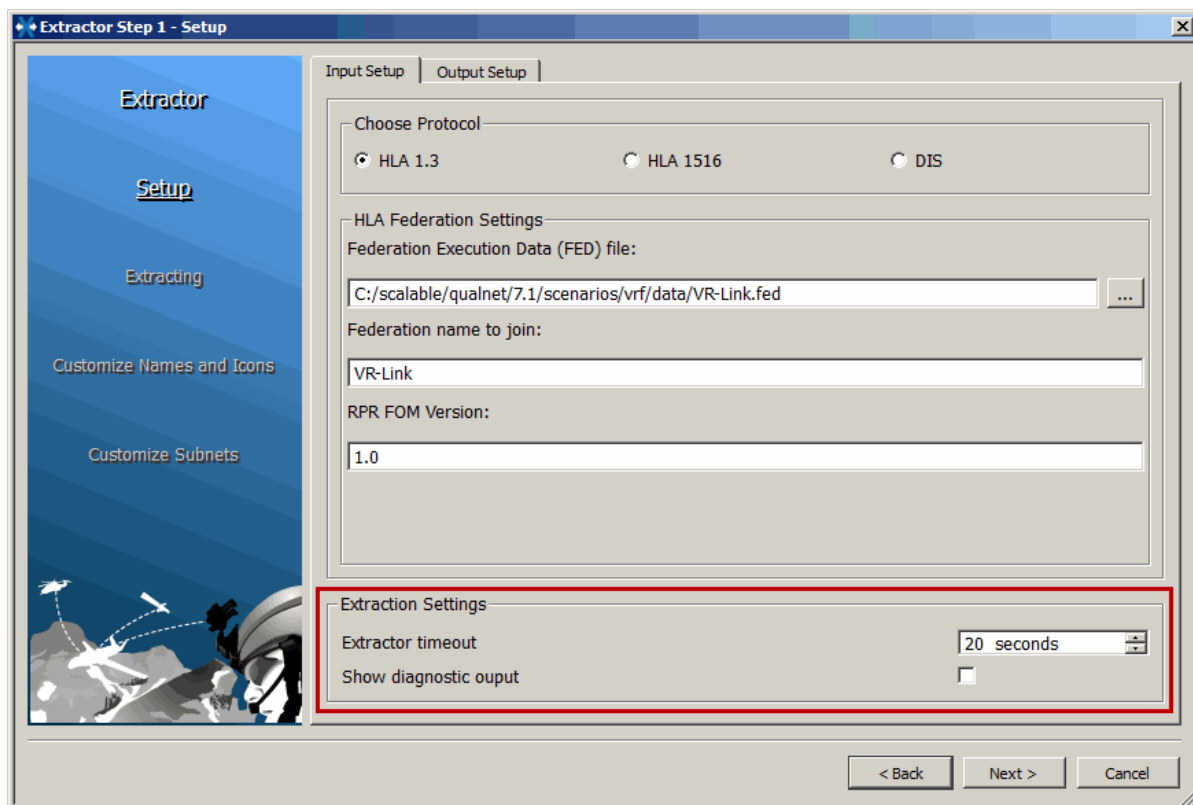 Extractor Step 1 - Setup
Extractor
Setup
Extracting
Customize Names and Icons
Customize Subnets
Input Setup
Output Setup
Choose Protocol
HLA 1.3
HLA 1516
DIS
HLA Federation Settings
Federation Execution Data (FED) file:
C:/scalable/qualnet/7.1/scenarios/vrf/data/VR-Link.fed
...
Federation name to join:
VR-Link
RPR FOM Version:
1.0
Extraction Settings
Extractor timeout
20 seconds
Show diagnostic ouput
< Back
Next >
Cancel